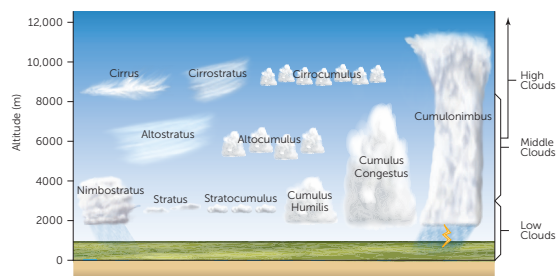 Altitude (m)
12,000
10,000
8000
6000
4000
2000
0
Cirrus
Cirrostratus
Cirrocumulus
Altostratus
Altocumulus
Cumulonimbus
Cumulus
Congestus
Nimbostratus
Stratus
Stratocumulus
Cumulus
Humilis
High
Clouds
Middle
Clouds
Low
Clouds